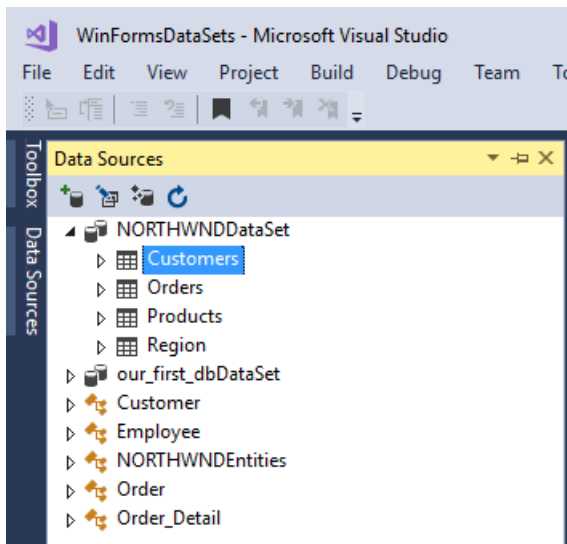 WinFormsDataSets - Microsoft Visual Studio
File Edit View Project Build Debug Team
Toolbox
Data Sources
Data Sources
NORTHWNDDataSet
Customers
Orders
Products
Region
our_first_dbDataSet
Customer
Employee
NORTHWNDEntities
Order
Order_Detail